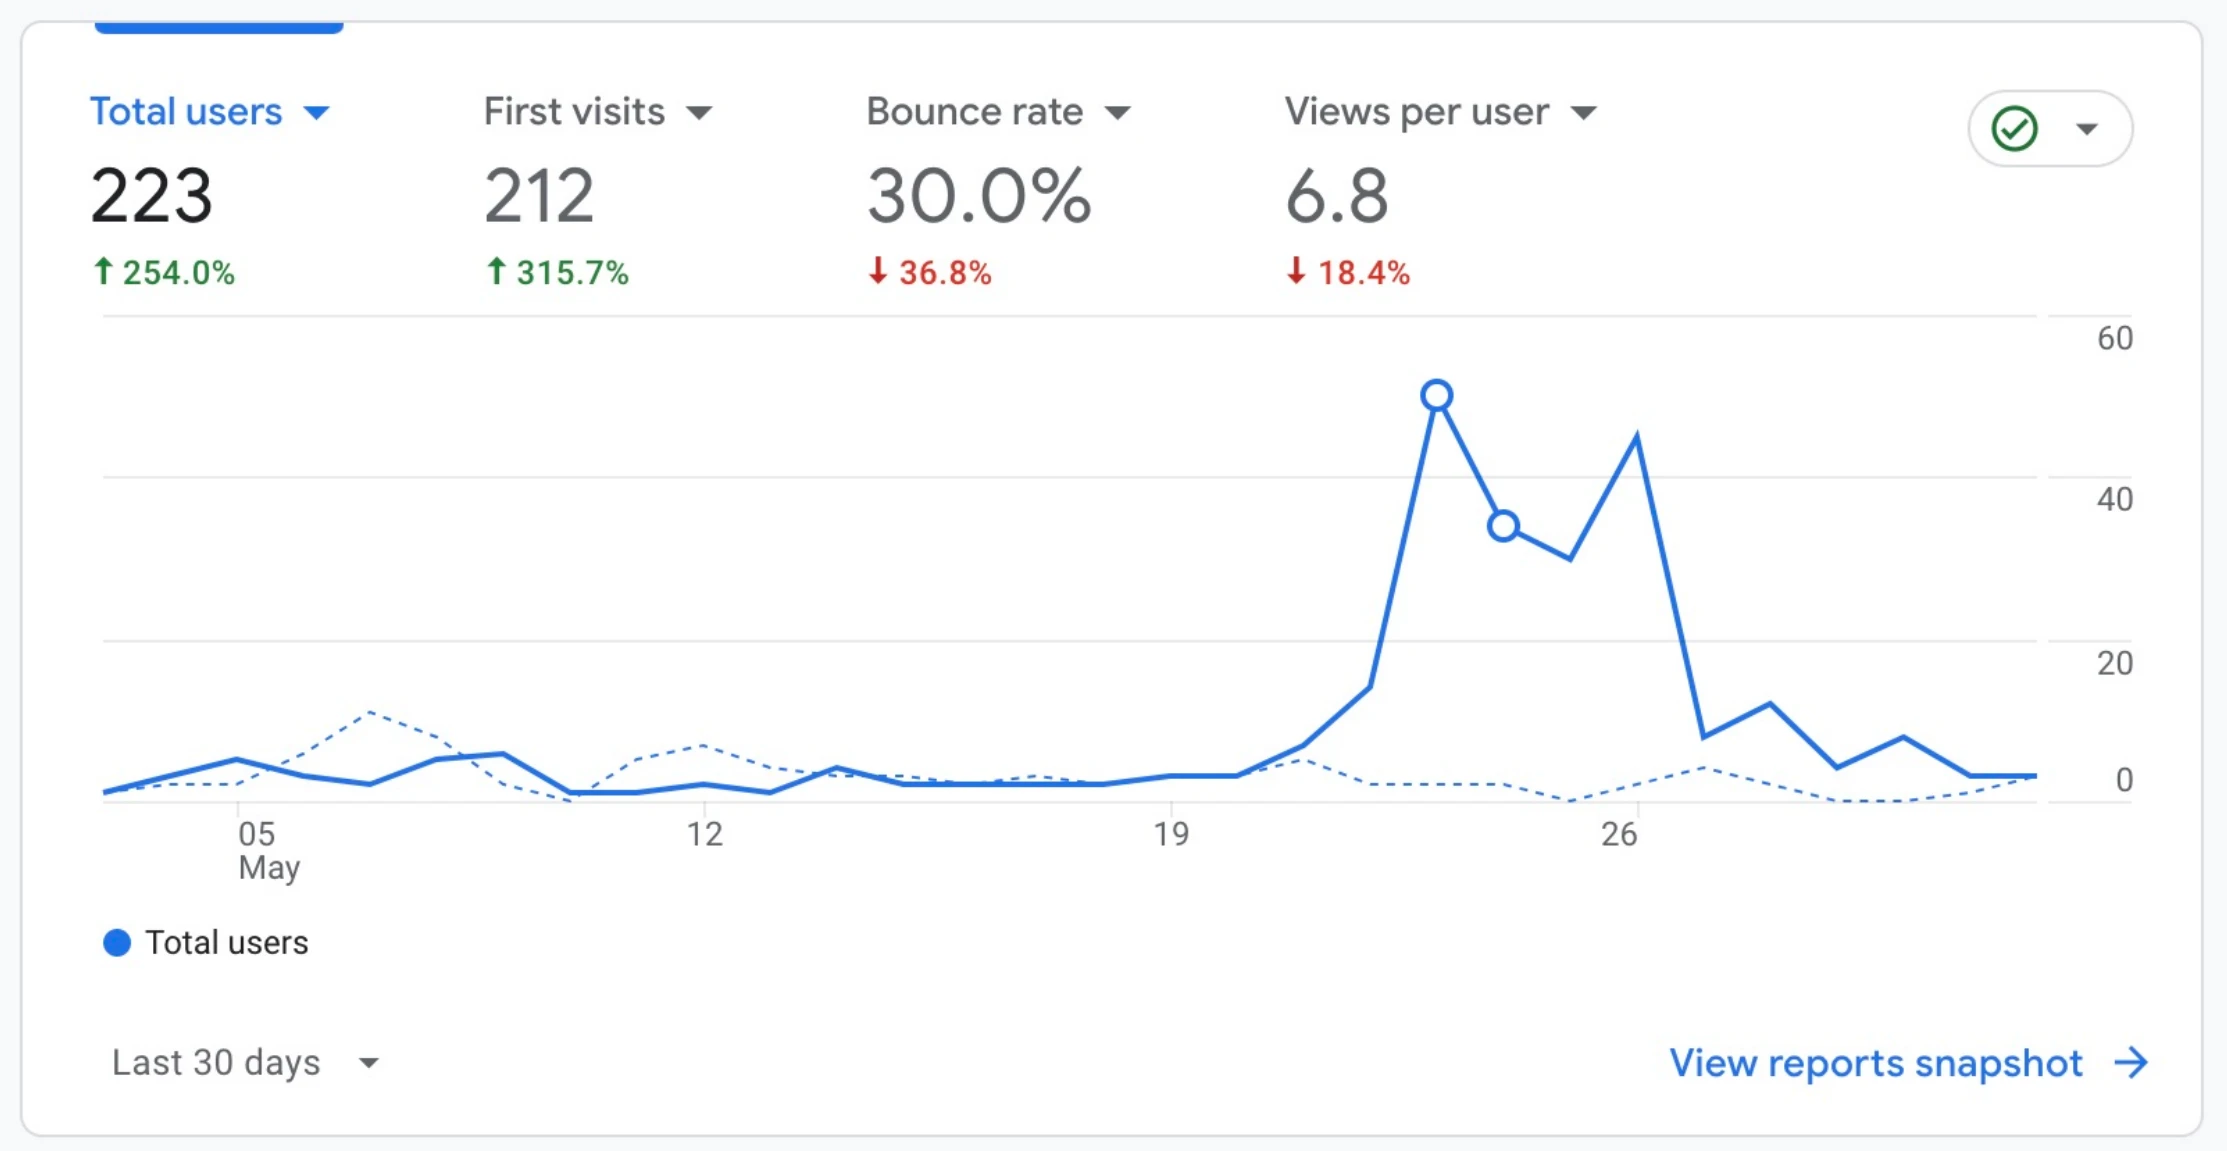 Total users
First visits
Bounce rate
Views per user
223
212
30.0%
6.8
↑ 254.0%
↑ 315.7%
↓ 36.8%
↓ 18.4%
60
40
20
0
05
May
12
19
26
Total users
Last 30 days
View reports snapshot →